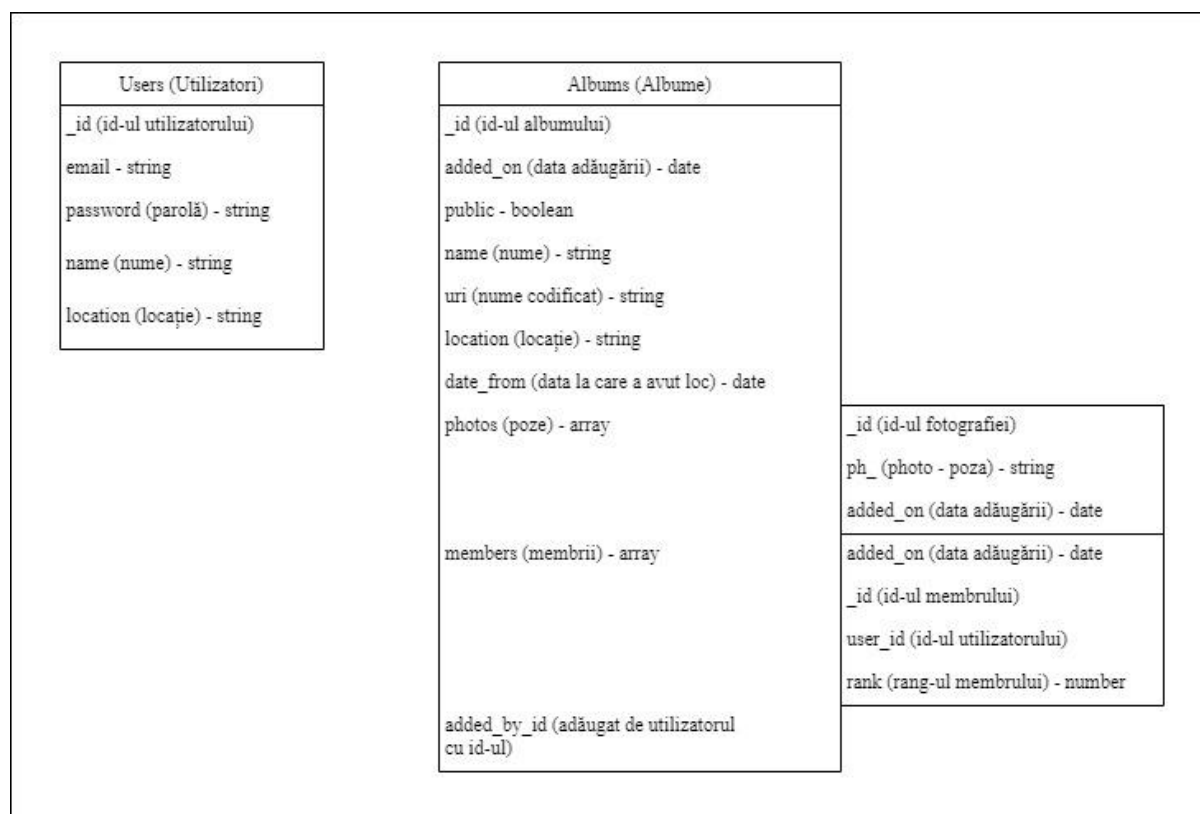 Users (Utilizatori)
_id (id-ul utilizatorului)
email - string
password (parolă) - string
name (nume) - string
location (locație) - string
Albums (Albume)
_id (id-ul albumului)
added_on (data adăugării) - date
public - boolean
name (nume) - string
uri (nume codificat) - string
location (locație) - string
date_from (data la care a avut loc) - date
photos (poze) - array
_id (id-ul fotografiei)
ph_ (photo - poza) - string
added_on (data adăugării) - date
members (membrii) - array
added_on (data adăugării) - date
_id (id-ul membrului)
user_id (id-ul utilizatorului)
rank (rang-ul membrului) - number
added_by_id (adăugat de utilizatorul
cu id-ul)